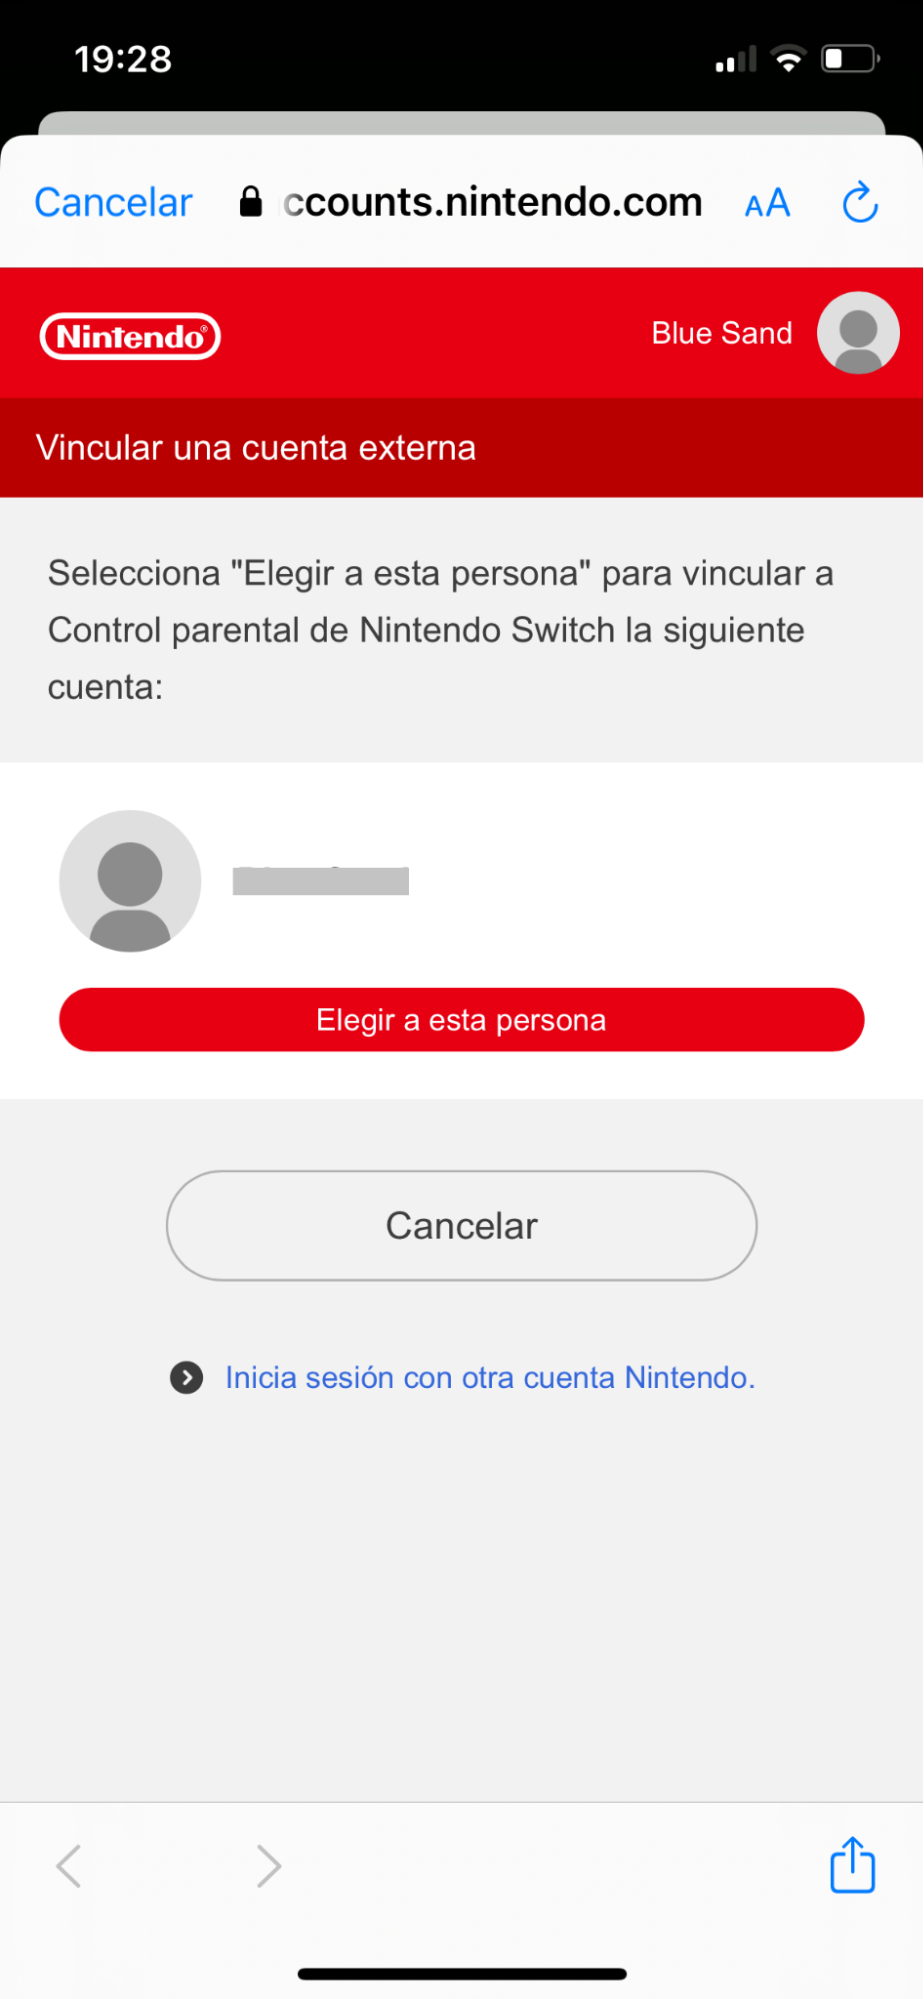 19:28
Cancelar ccounts.nintendo.com AA
Nintendo® Blue Sand
Vincular una cuenta externa
Selecciona "Elegir a esta persona" para vincular a
Control parental de Nintendo Switch la siguiente
cuenta:
Elegir a esta persona
Cancelar
Inicia sesión con otra cuenta Nintendo.